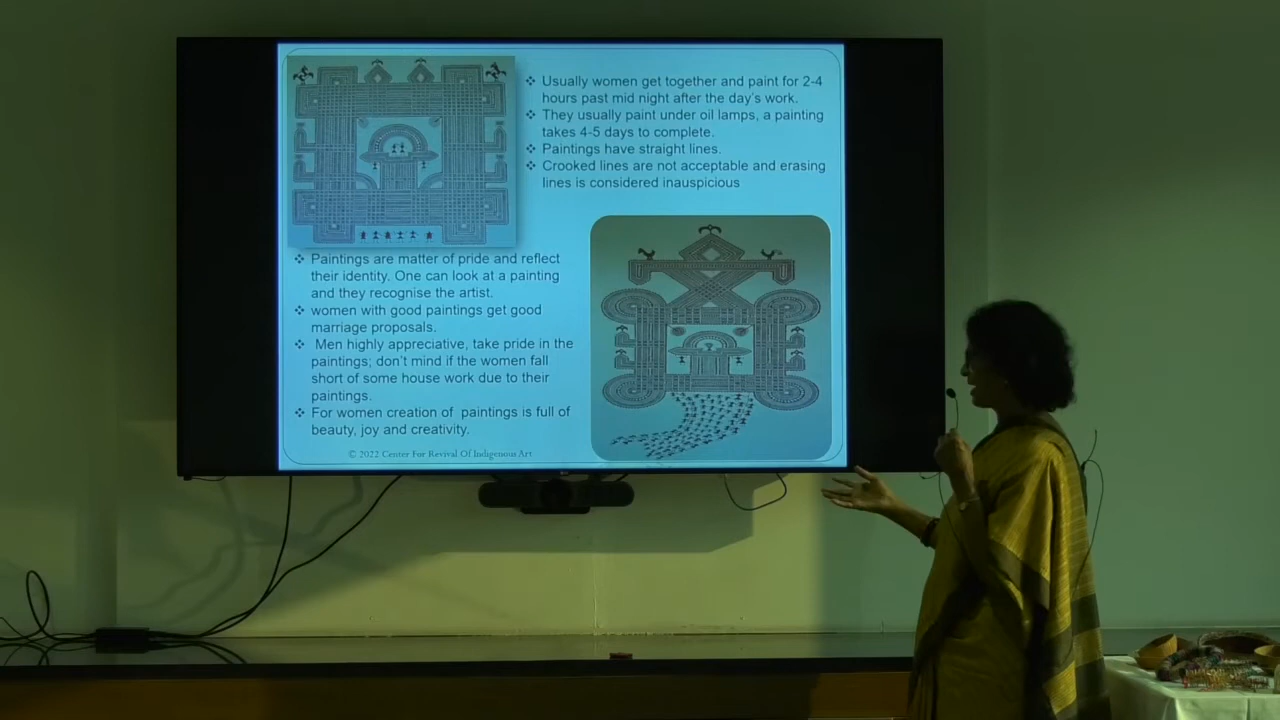 ❖ Usually women get together and paint for 2-4
hours past mid night after the day's work.
❖ They usually paint under oil lamps, a painting
takes 4-5 days to complete.
❖ Paintings have straight lines.
❖ Crooked lines are not acceptable and erasing
lines is considered inauspicious
❖ Paintings are matter of pride and reflect
their identity. One can look at a painting
and they recognise the artist.
❖ women with good paintings get good
marriage proposals.
❖ Men highly appreciative, take pride in the
paintings; don't mind if the women fall
short of some house work due to their
paintings.
❖ For women creation of paintings is full of
beauty, joy and creativity.
© 2022 Center For Revival Of Indigenous Art